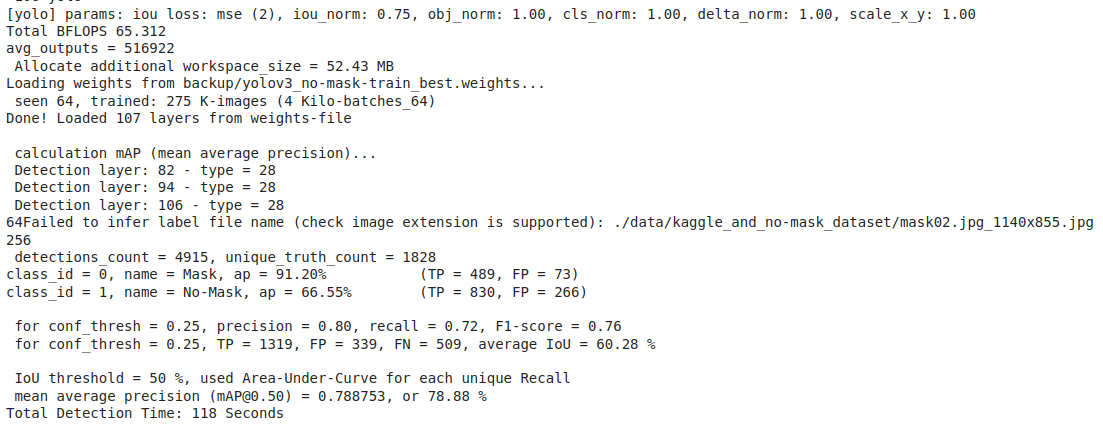 [yolo] params: iou loss: mse (2), iou_norm: 0.75, obj_norm: 1.00, cls_norm: 1.00, delta_norm: 1.00, scale_x_y: 1.00
Total BFLOPS 65.312
avg_outputs = 516922
Allocate additional workspace_size = 52.43 MB
Loading weights from backup/yolov3_no-mask-train_best.weights...
seen 64, trained: 275 K-images (4 Kilo-batches_64)
Done! Loaded 107 layers from weights-file
calculation mAP (mean average precision)...
Detection layer: 82 - type = 28
Detection layer: 94 - type = 28
Detection layer: 106 - type = 28
64Failed to infer label file name (check image extension is supported): ./data/kaggle_and_no-mask_dataset/mask02.jpg_1140x855.jpg
256
detections_count = 4915, unique_truth_count = 1828
class_id = 0, name = Mask, ap = 91.20% (TP = 489, FP = 73)
class_id = 1, name = No-Mask, ap = 66.55% (TP = 830, FP = 266)
for conf_thresh = 0.25, precision = 0.80, recall = 0.72, F1-score = 0.76
for conf_thresh = 0.25, TP = 1319, FP = 339, FN = 509, average IoU = 60.28 %
IoU threshold = 50 %, used Area-Under-Curve for each unique Recall
mean average precision (mAP@0.50) = 0.788753, or 78.88 %
Total Detection Time: 118 Seconds